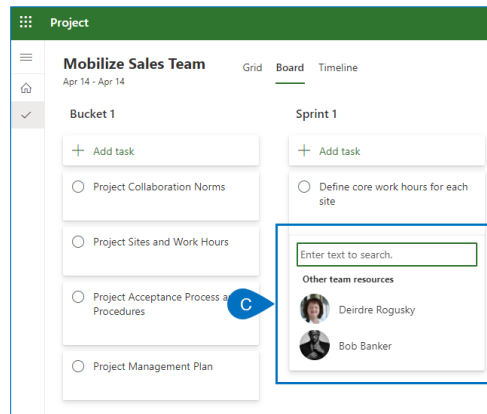 Project
Mobilize Sales Team
Grid Board Timeline
Apr 14 - Apr 14
Bucket 1
Add task
Project Collaboration Norms
Project Sites and Work Hours
Project Acceptance Process a
Procedures
Project Management Plan
Sprint 1
Add task
Define core work hours for each
site
C
Enter text to search.
Other team resources
Deirdre Rogusky
Bob Banker